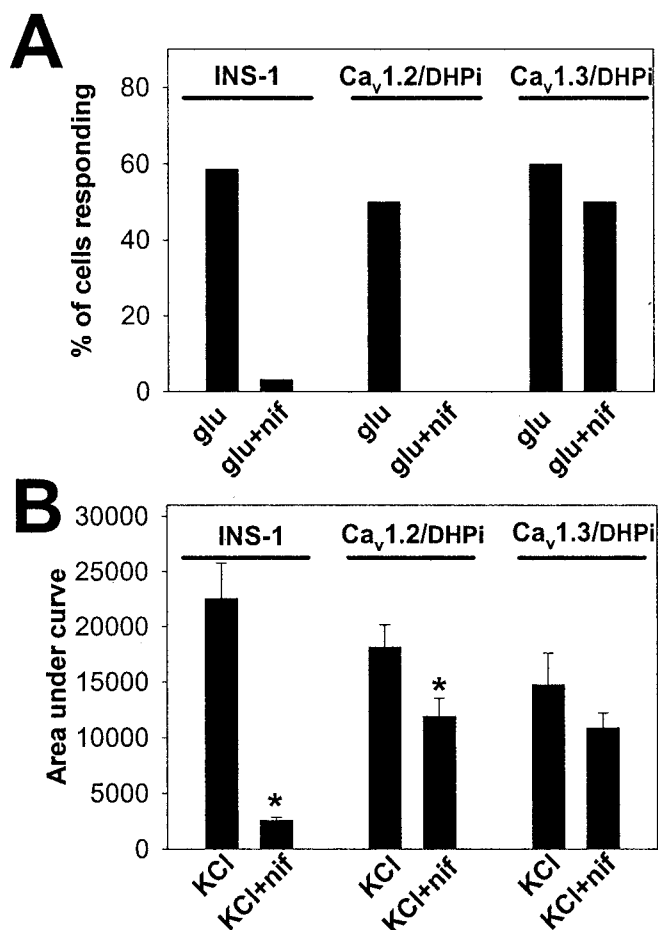 A
INS-1 Cav1.2/DHPi Cav1.3/DHPi
% of cells responding
80
60
40
20
0
glu glu+nif glu glu+nif glu glu+nif
B
INS-1 Cav1.2/DHPi Cav1.3/DHPi
Area under curve
30000
25000
20000
15000
10000
5000
0
* *
KCl KCl+nif KCl KCl+nif KCl KCl+nif